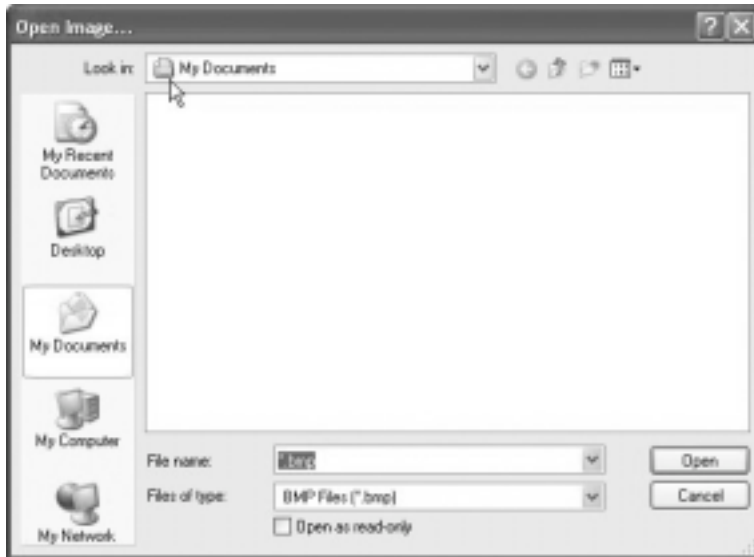 Open Image...
Look in:
My Documents
My Recent
Documents
Desktop
My Documents
My Computer
My Network
File name:
*.bmp
Open
Files of type:
BMP Files (*.bmp)
Cancel
Open as read-only